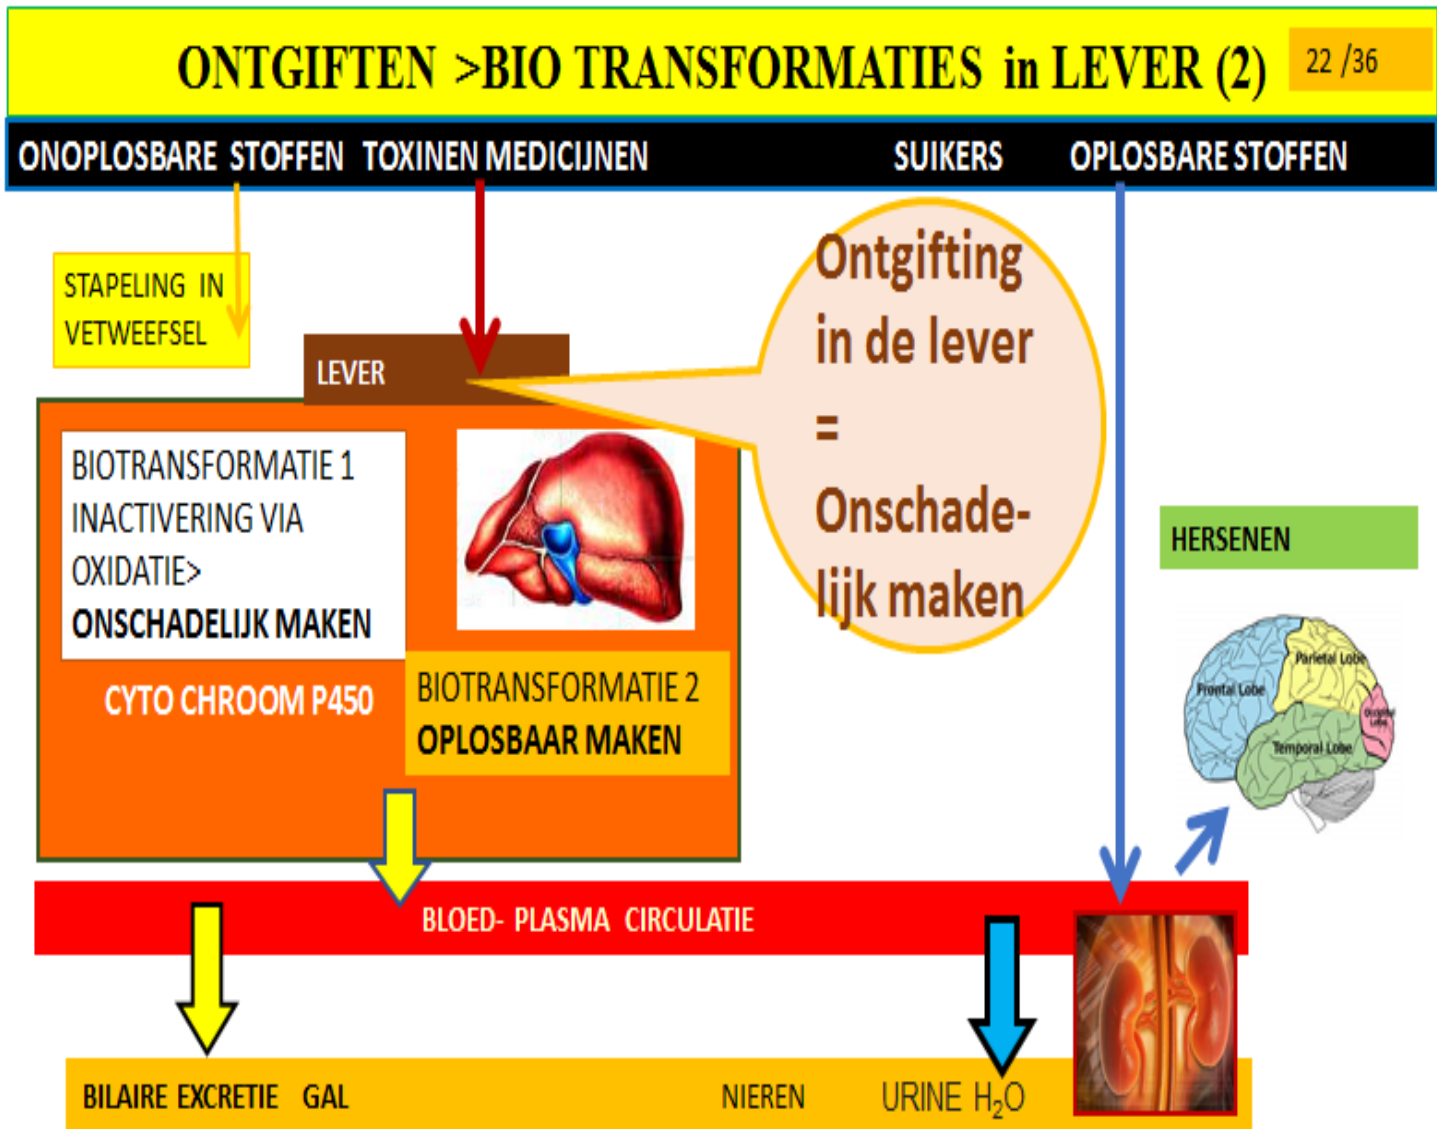 ONTGIFTEN >BIO TRANSFORMATIES in LEVER (2)
22 /36
ONOPLOSBARE STOFFEN TOXINEN MEDICIJNEN SUIKERS OPLOSBARE STOFFEN
STAPELING IN
VETWEEFSEL
LEVER
Ontgifting
in de lever
=
Onschade-
lijk maken
BIOTRANSFORMATIE 1
INACTIVERING VIA
OXIDATIE>
ONSCHADELIJK MAKEN
CYTO CHROOM P450
BIOTRANSFORMATIE 2
OPLOSBAAR MAKEN
HERSENEN
Parietal Lobe
Frontal Lobe
Occipital
Lobe
Temporal Lobe
BLOED- PLASMA CIRCULATIE
BILAIRE EXCRETIE GAL NIEREN URINE H₂O